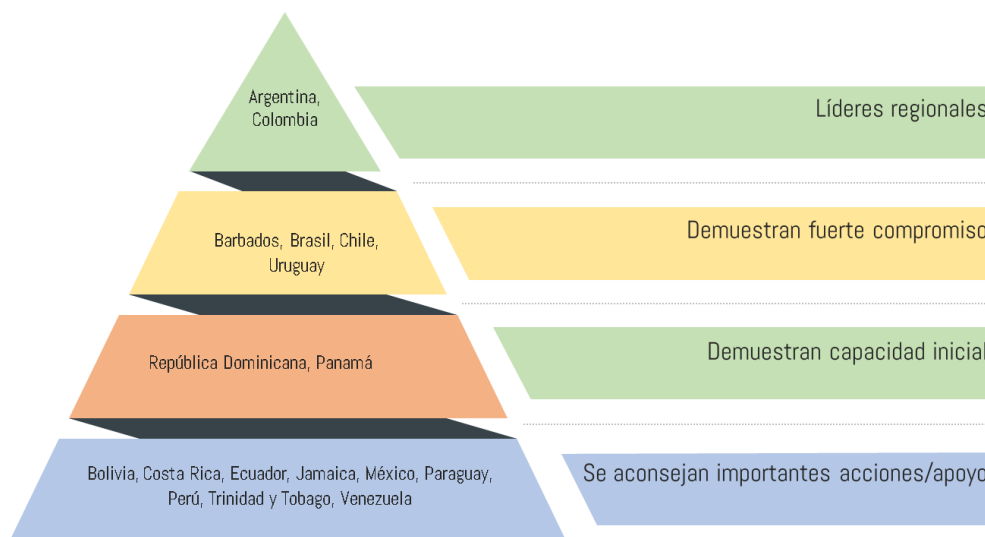 Argentina,
Colombia
Líderes regionales
Barbados, Brasil, Chile,
Uruguay
Demuestran fuerte compromiso
República Dominicana, Panamá
Demuestran capacidad inicial
Bolivia, Costa Rica, Ecuador, Jamaica, México, Paraguay,
Perú, Trinidad y Tobago, Venezuela
Se aconsejan importantes acciones/apoyo